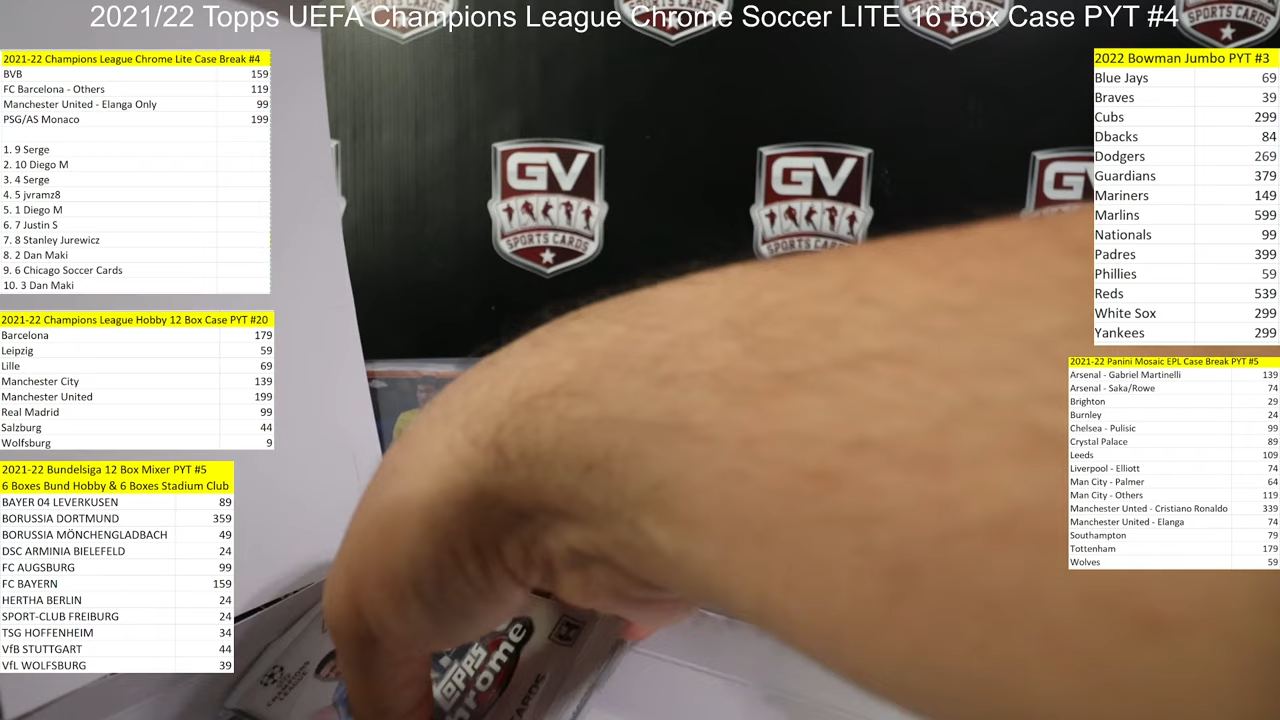 2021/22 Topps UEFA Champions League Chrome Soccer LITE 16 Box Case PYT #4
2021-22 Champions League Chrome Lite Case Break #4
BVB 159
FC Barcelona - Others 119
Manchester United - Elanga Only 99
PSG/AS Monaco 199
1. 9 Serge
2. 10 Diego M
3. 4 Serge
4. 5 jvramz8
5. 1 Diego M
6. 7 Justin S
7. 8 Stanley Jurewicz
8. 2 Dan Maki
9. 6 Chicago Soccer Cards
10. 3 Dan Maki
2021-22 Champions League Hobby 12 Box Case PYT #20
Barcelona 179
Leipzig 59
Lille 69
Manchester City 139
Manchester United 199
Real Madrid 99
Salzburg 44
Wolfsburg 9
2021-22 Bundelsiga 12 Box Mixer PYT #5
6 Boxes Bund Hobby & 6 Boxes Stadium Club
BAYER 04 LEVERKUSEN 89
BORUSSIA DORTMUND 359
BORUSSIA MÖNCHENGLADBACH 49
DSC ARMINIA BIELEFELD 24
FC AUGSBURG 99
FC BAYERN 159
HERTHA BERLIN 24
SPORT-CLUB FREIBURG 24
TSG HOFFENHEIM 34
VfB STUTTGART 44
VfL WOLFSBURG 39
GV
SPORTS CARDS
GV
SPORTS CARDS
GV
SPORTS CARDS
2022 Bowman Jumbo PYT #3
Blue Jays 69
Braves 39
Cubs 299
Dbacks 84
Dodgers 269
Guardians 379
Mariners 149
Marlins 599
Nationals 99
Padres 399
Phillies 59
Reds 539
White Sox 299
Yankees 299
2021-22 Panini Mosaic EPL Case Break PYT #5
Arsenal - Gabriel Martinelli 139
Arsenal - Saka/Rowe 74
Brighton 29
Burnley 24
Chelsea - Pulisic 99
Crystal Palace 89
Leeds 109
Liverpool - Elliott 74
Man City - Palmer 64
Man City - Others 119
Manchester Unted - Cristiano Ronaldo 339
Manchester United - Elanga 74
Southampton 79
Tottenham 179
Wolves 59
CHAMPIONS
LEAGUE
Topps
Chrome
CARDS